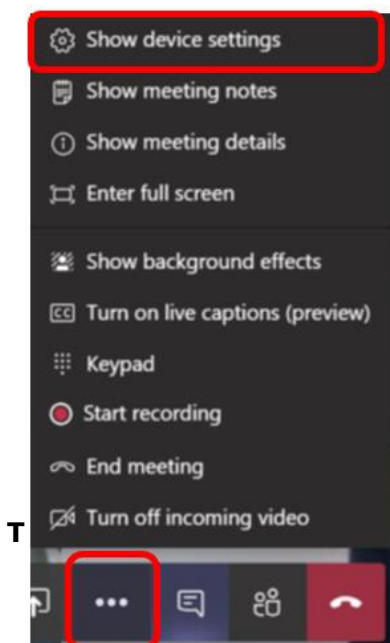 Show device settings
Show meeting notes
Show meeting details
Enter full screen
Show background effects
CC Turn on live captions (preview)
Keypad
Start recording
End meeting
T
Turn off incoming video